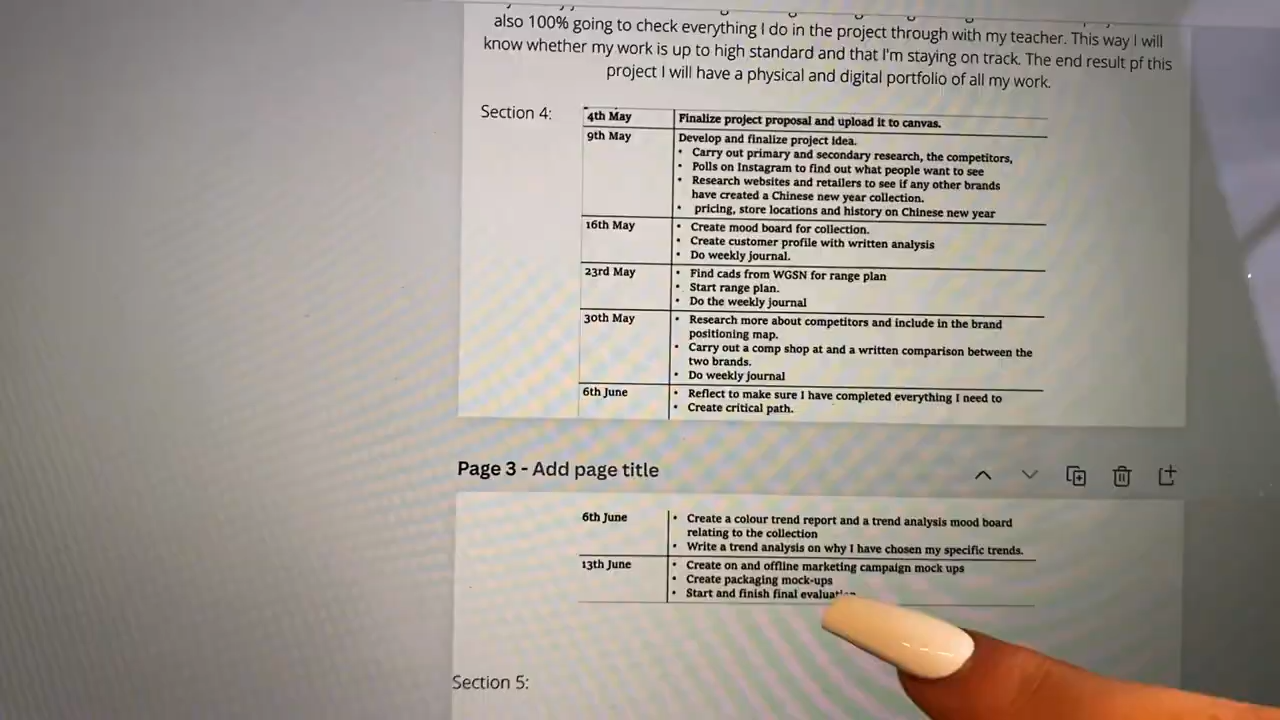 also 100% going to check everything I do in the project through with my teacher. This way I will
know whether my work is up to high standard and that I'm staying on track. The end result pf this
project I will have a physical and digital portfolio of all my work.
Section 4:
4th May Finalize project proposal and upload it to canvas.
9th May Develop and finalize project idea.
• Carry out primary and secondary research, the competitors,
• Polls on Instagram to find out what people want to see
• Research websites and retailers to see if any other brands
have created a Chinese new year collection.
• pricing, store locations and history on Chinese new year
16th May • Create mood board for collection.
• Create customer profile with written analysis
• Do weekly journal.
23rd May • Find cads from WGSN for range plan
• Start range plan.
• Do the weekly journal
30th May • Research more about competitors and include in the brand
positioning map.
• Carry out a comp shop at and a written comparison between the
two brands.
• Do weekly journal
6th June • Reflect to make sure I have completed everything I need to
• Create critical path.
Page 3 - Add page title
6th June • Create a colour trend report and a trend analysis mood board
relating to the collection
• Write a trend analysis on why I have chosen my specific trends.
13th June • Create on and offline marketing campaign mock ups
• Create packaging mock-ups
• Start and finish final
Section 5: